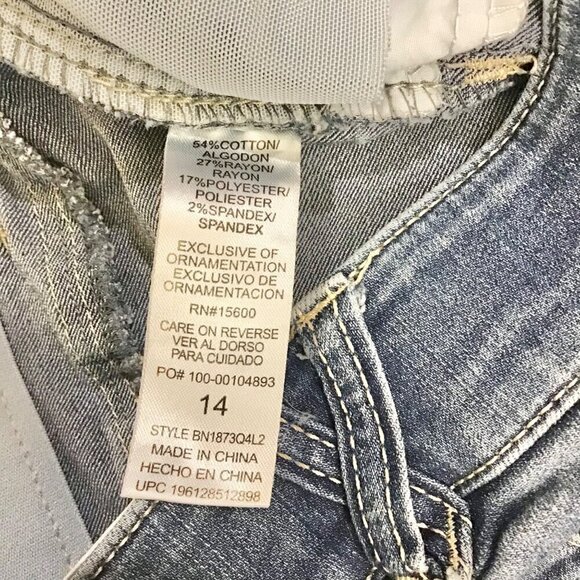 54%COTTON/
ALGODON
27%RAYON/
RAYON
17%POLYESTER/
POLIESTER
2%SPANDEX/
SPANDEX
EXCLUSIVE OF
ORNAMENTATION
EXCLUSIVO DE
ORNAMENTACION
RN#15600
CARE ON REVERSE
VER AL DORSO
PARA CUIDADO
PO# 100-00104893
14
STYLE BN1873Q4L2
MADE IN CHINA
HECHO EN CHINA
UPC 196128512898